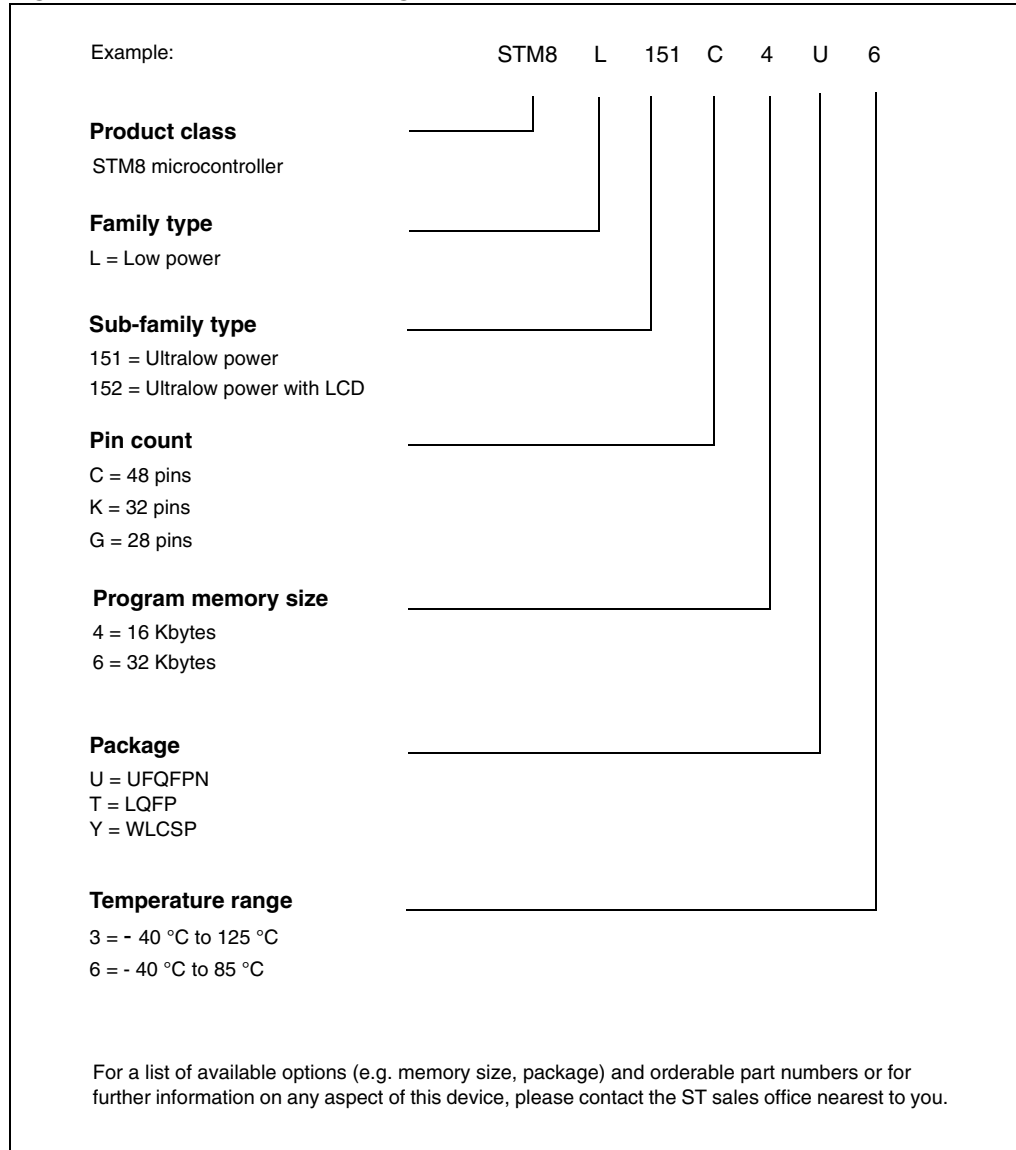 Example: STM8 L 151 C 4 U 6
Product class
STM8 microcontroller
Family type
L = Low power
Sub-family type
151 = Ultralow power
152 = Ultralow power with LCD
Pin count
C = 48 pins
K = 32 pins
G = 28 pins
Program memory size
4 = 16 Kbytes
6 = 32 Kbytes
Package
U = UFQFPN
T = LQFP
Y = WLCSP
Temperature range
3 = - 40 °C to 125 °C
6 = - 40 °C to 85 °C
For a list of available options (e.g. memory size, package) and orderable part numbers or for
further information on any aspect of this device, please contact the ST sales office nearest to you.